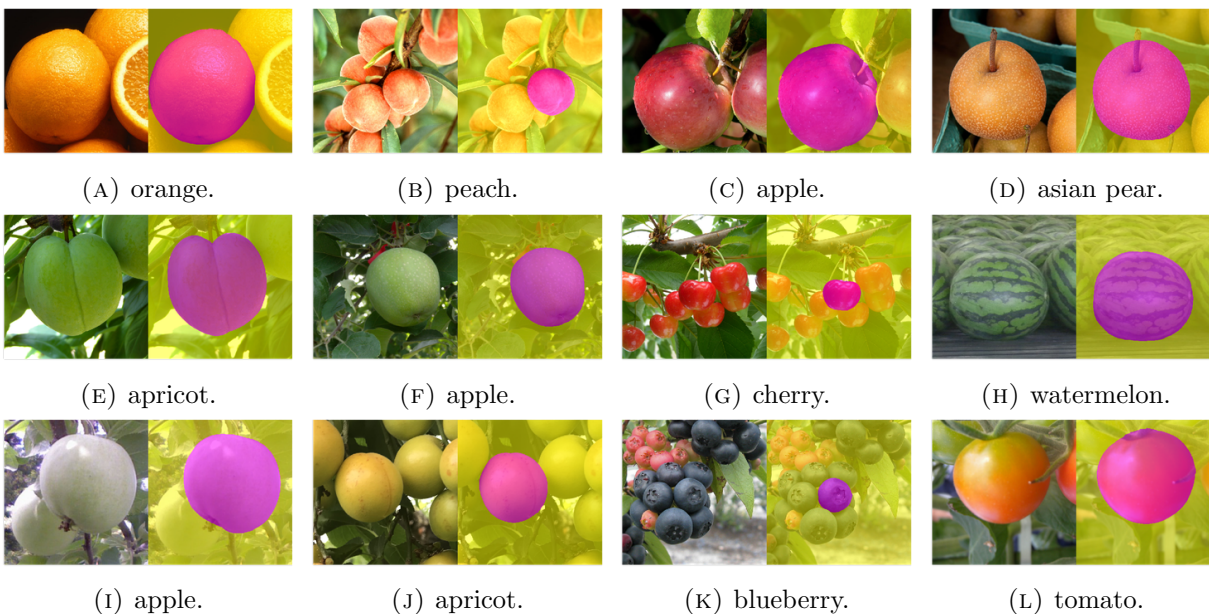 (A) orange.
(B) peach.
(C) apple.
(D) asian pear.
(E) apricot.
(F) apple.
(G) cherry.
(H) watermelon.
(I) apple.
(J) apricot.
(K) blueberry.
(L) tomato.